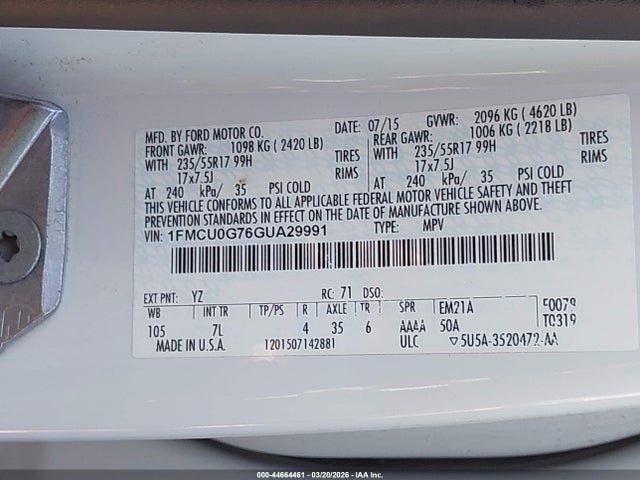 MFD. BY FORD MOTOR CO. DATE: 07/15 GVWR: 2096 KG ( 4620 LB)
FRONT GAWR: 1098 KG ( 2420 LB) REAR GAWR: 1006 KG ( 2218 LB)
WITH 235/55R17 99H TIRES WITH 235/55R17 99H TIRES
17x7.5J RIMS 17x7.5J RIMS
AT 240 kPa/ 35 PSI COLD AT 240 kPa/ 35 PSI COLD
THIS VEHICLE CONFORMS TO ALL APPLICABLE FEDERAL MOTOR VEHICLE SAFETY AND THEFT
PREVENTION STANDARDS IN EFFECT ON THE DATE OF MANUFACTURE SHOWN ABOVE.
VIN: 1FMCU0G76GUA29991 TYPE: MPV
EXT PNT: YZ RC: 71 DSO:
WB INT TR TP/PS R AXLE TR SPR EM21A
105 7L 4 35 6 AAAA 50A
T0319
MADE IN U.S.A. 1201507142881 ULC ▽5U5A-3520472-AA
000-44664461 | 03/20/2026 | IAA, Inc.